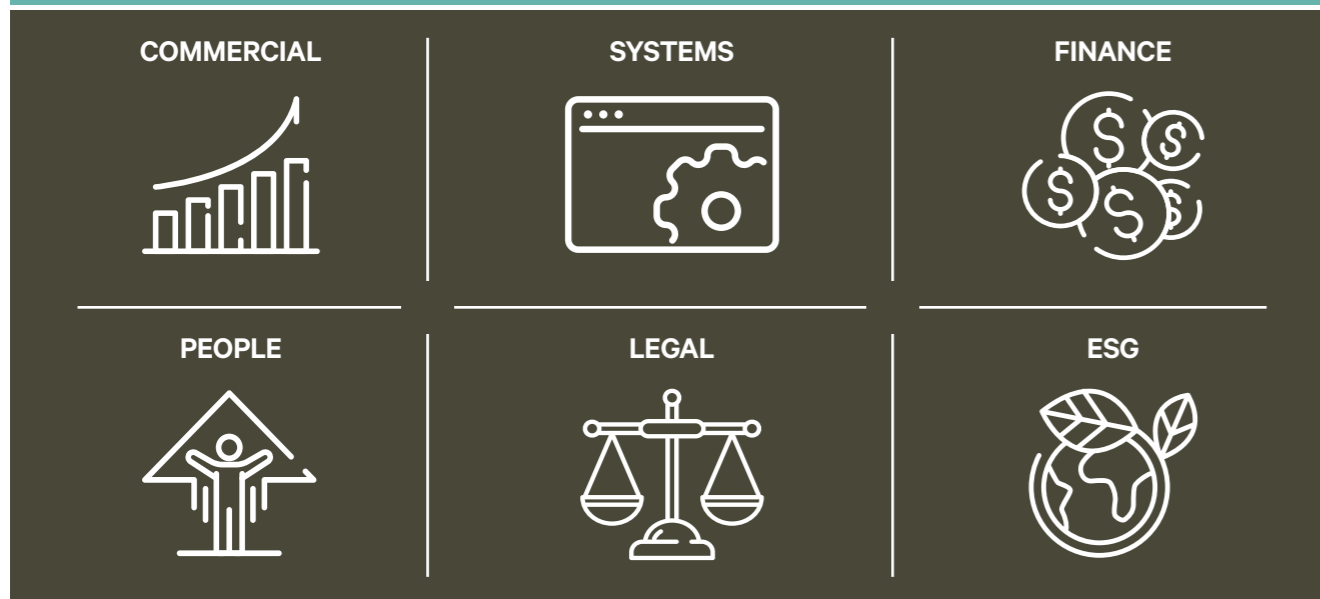 COMMERCIAL
SYSTEMS
FINANCE
PEOPLE
LEGAL
ESG